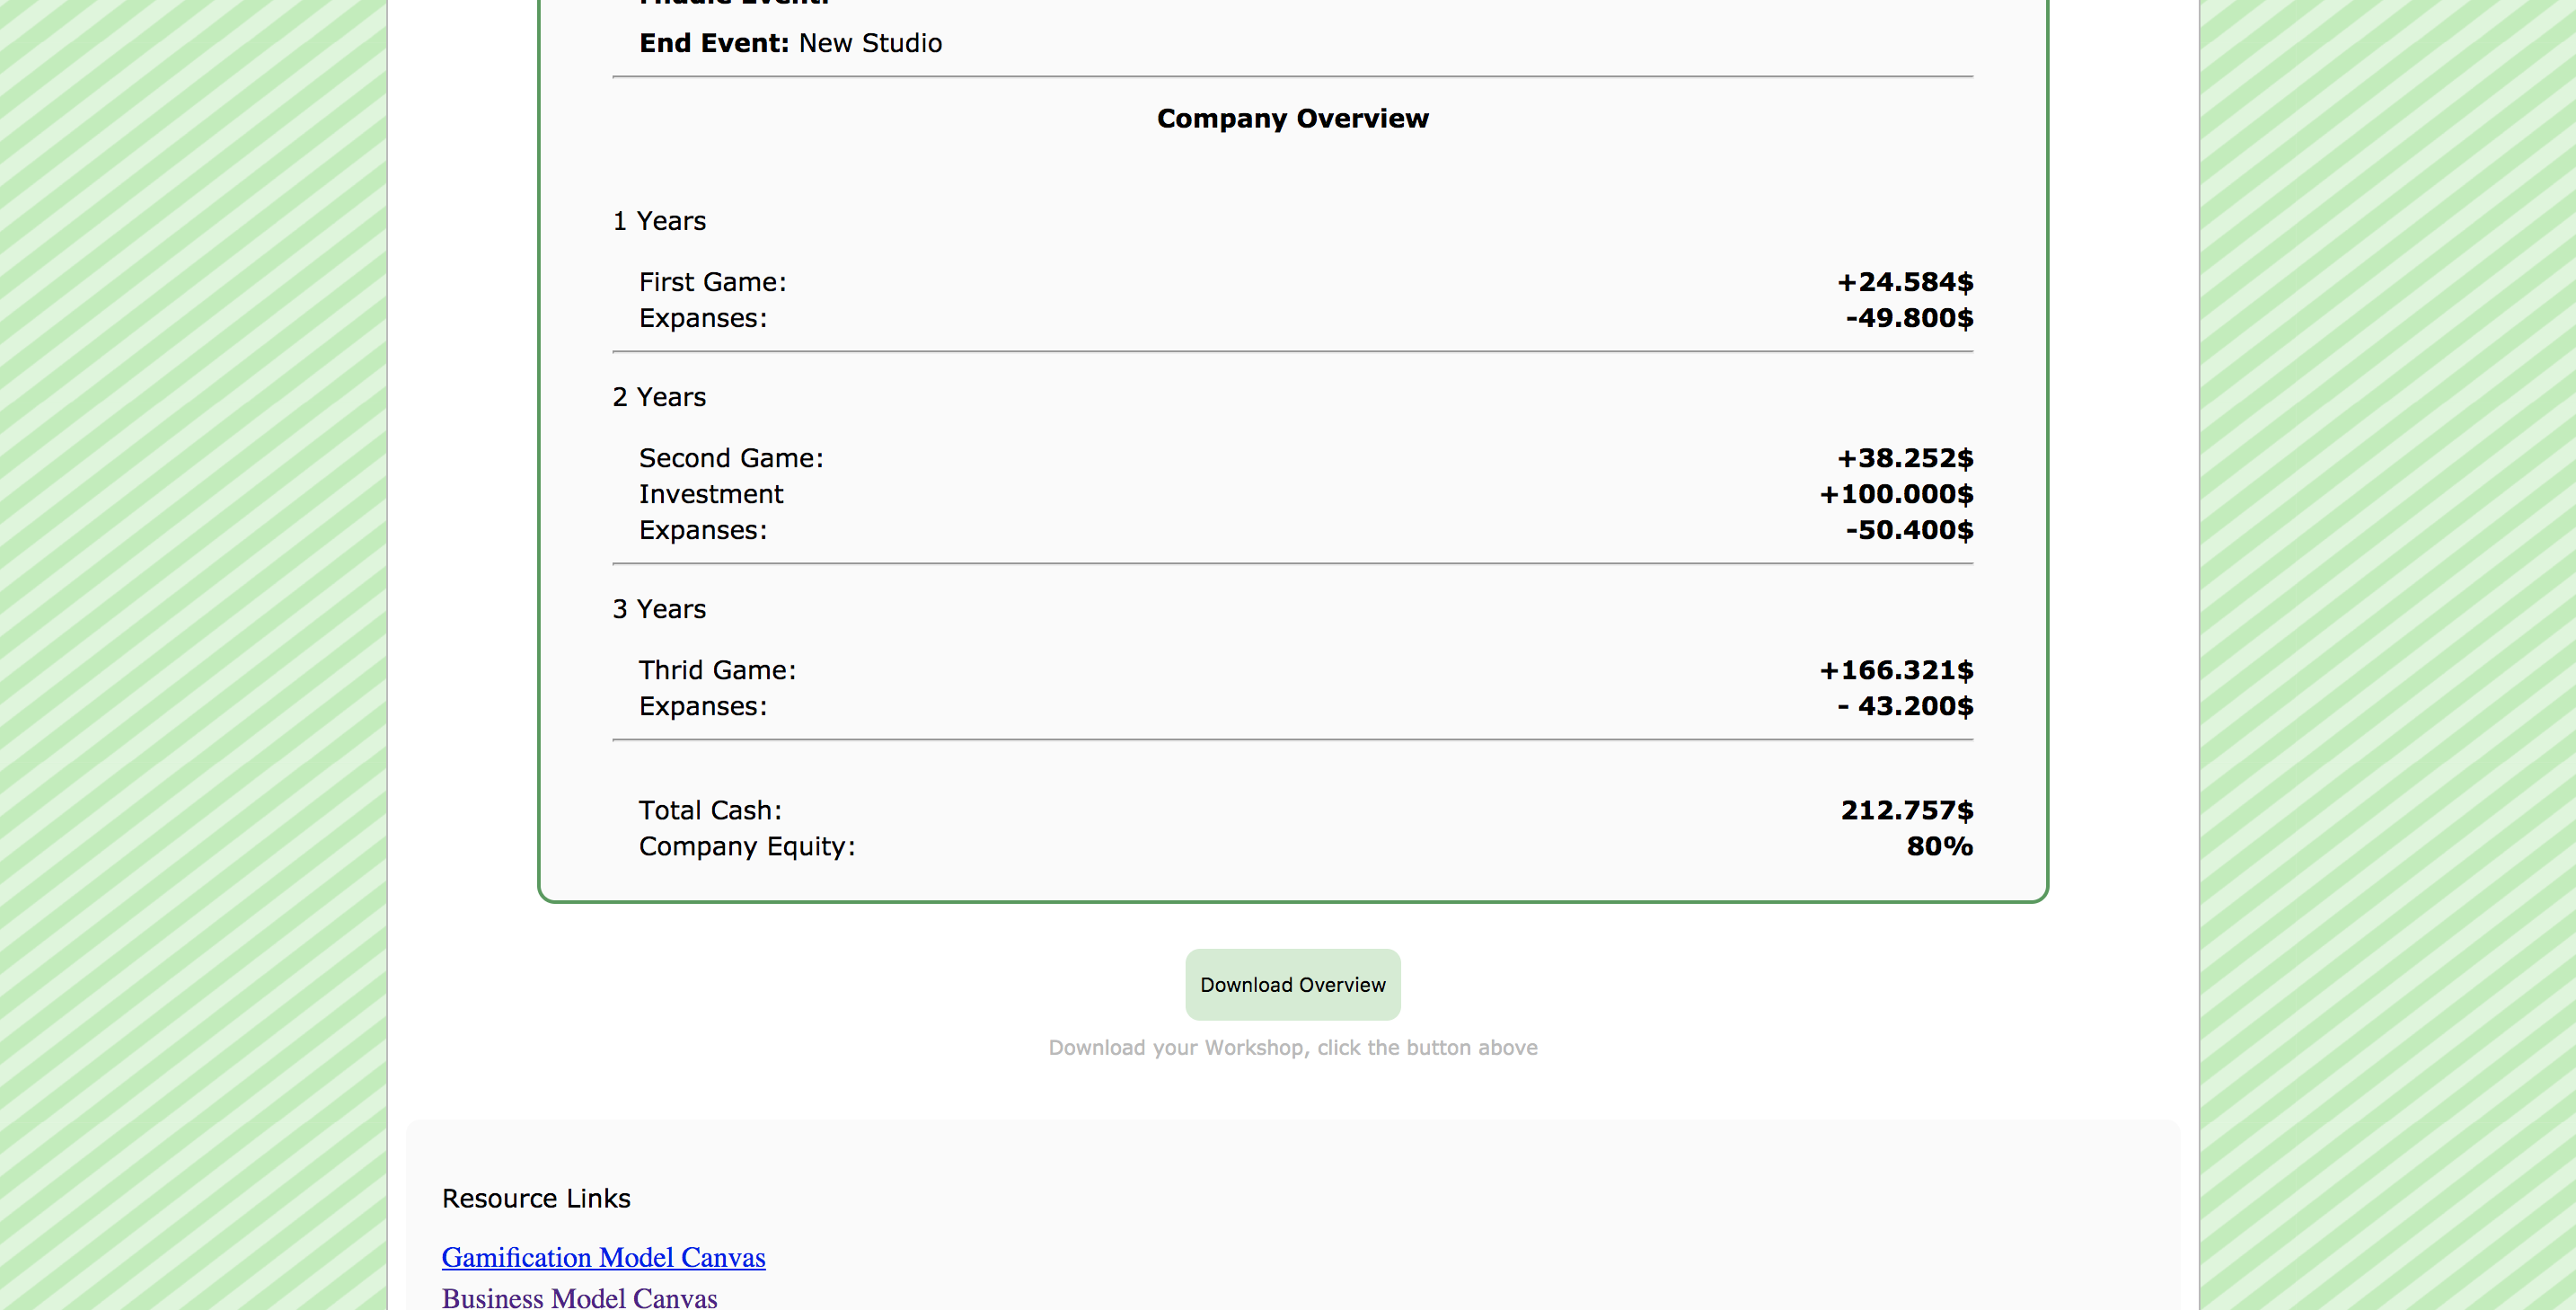 Middle Event:
End Event: New Studio
Company Overview
1 Years
First Game: +24.584$
Expanses: -49.800$
2 Years
Second Game: +38.252$
Investment +100.000$
Expanses: -50.400$
3 Years
Thrid Game: +166.321$
Expanses: - 43.200$
Total Cash: 212.757$
Company Equity: 80%
Download Overview
Download your Workshop, click the button above
Resource Links
Gamification Model Canvas
Business Model Canvas